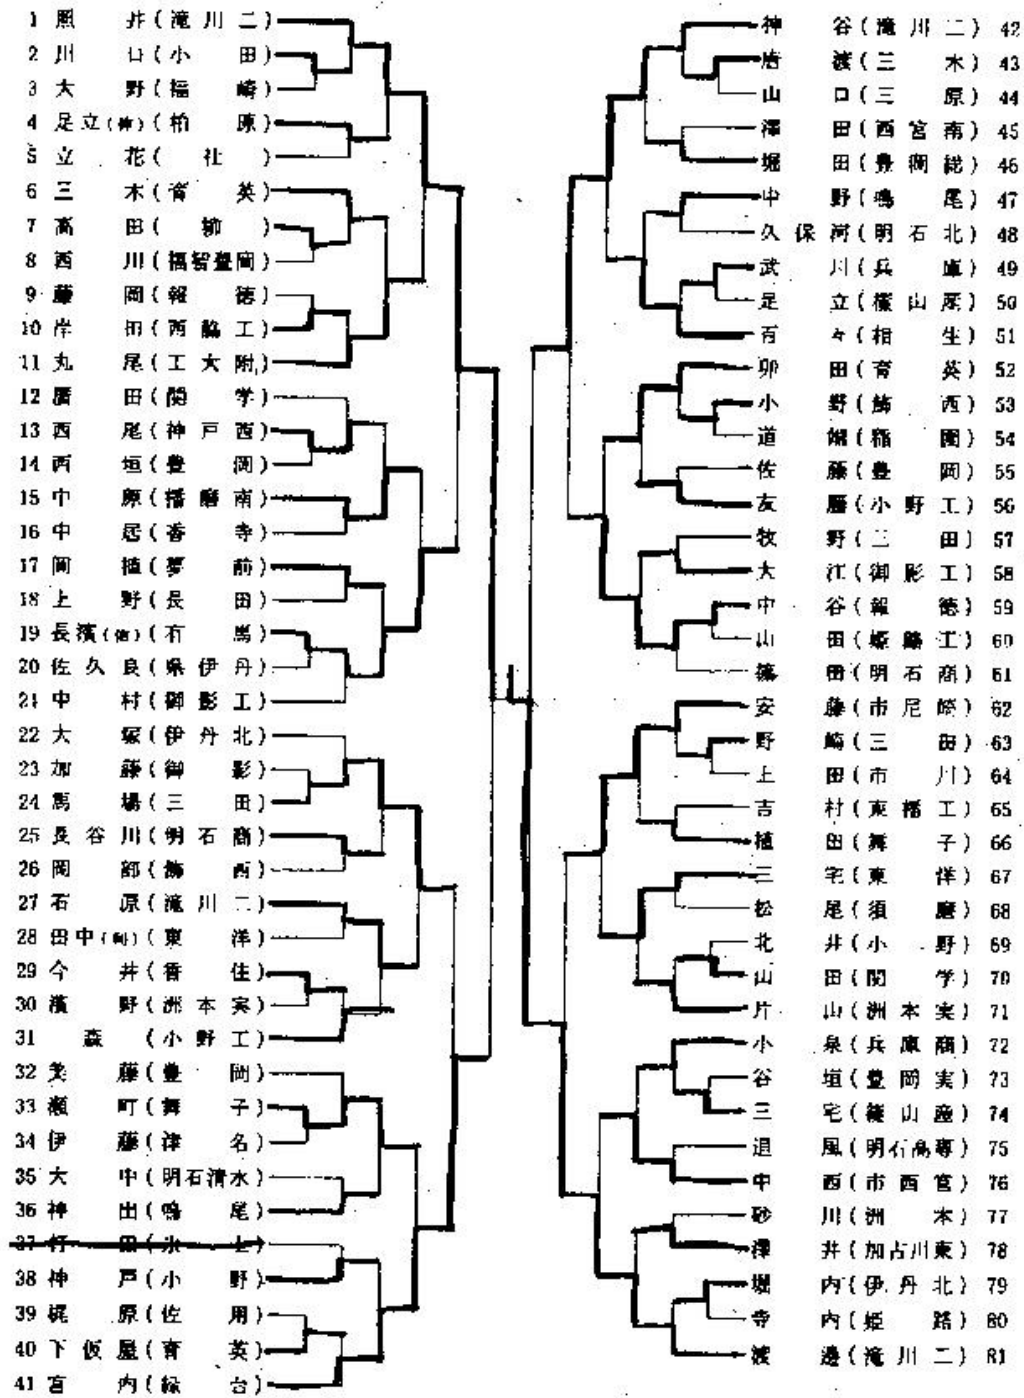 1 照井(滝川二)
2 川口(小田)
3 大野(福崎)
4 足立(伸)(柏原)
5 立花(社)
6 三木(育英)
7 高田(柳)
8 西川(福智豊岡)
9 藤岡(報徳)
10 岸田(西脇工)
11 丸尾(工大附)
12 廣田(関学)
13 西尾(神戸西)
14 西垣(豊岡)
15 中原(播磨南)
16 中居(香寺)
17 岡植(夢前)
18 上野(長田)
19 長濱(有馬)
20 佐久良(県伊丹)
21 中村(御影工)
22 大塚(伊丹北)
23 加藤(御影)
24 馬場(三田)
25 長谷川(明石商)
26 岡部(飾西)
27 石原(滝川二)
28 田中(東洋)
29 今井(香住)
30 濱野(洲本実)
31 森(小野工)
32 美藤(豊岡)
33 瀬町(舞子)
34 伊藤(津名)
35 大中(明石清水)
36 神出(鳴尾)
37
38 神戸(小野)
39 梶原(佐用)
40 下仮屋(育英)
41 宮内(緑台)
神谷(滝川二) 42
唐渡(三木) 43
山口(三原) 44
澤田(西宮南) 45
堀田(豊岡総) 46
中野(鳴尾) 47
久保河(明石北) 48
武川(兵庫) 49
足立(篠山産) 50
百々(相生) 51
卯田(育英) 52
小野(飾西) 53
道端(稲園) 54
佐藤(豊岡) 55
友藤(小野工) 56
牧野(三田) 57
大江(御影工) 58
中谷(報徳) 59
山田(姫路工) 60
篠田(明石商) 61
安藤(市尼崎) 62
野崎(三田) 63
上田(市川) 64
吉村(東播工) 65
植田(舞子) 66
三宅(東洋) 67
松尾(須磨) 68
北井(小野) 69
山田(関学) 70
片山(洲本実) 71
小泉(兵庫商) 72
谷垣(豊岡実) 73
三宅(篠山産) 74
追風(明石高専) 75
中西(市西宮) 76
砂川(洲本) 77
澤井(加古川東) 78
堀内(伊丹北) 79
寺内(姫路) 80
渡邊(滝川二) 81